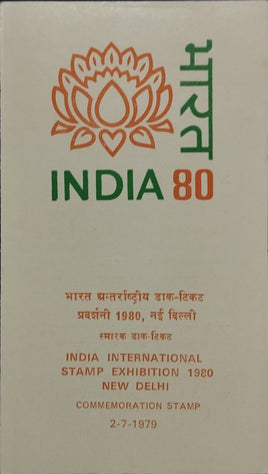 भारत
INDIA 80
भारत अन्तर्राष्ट्रीय डाक-टिकट
प्रदर्शनी 1980, नई दिल्ली
स्मारक डाक-टिकट
INDIA INTERNATIONAL
STAMP EXHIBITION 1980
NEW DELHI
COMMEMORATION STAMP
2-7-1979